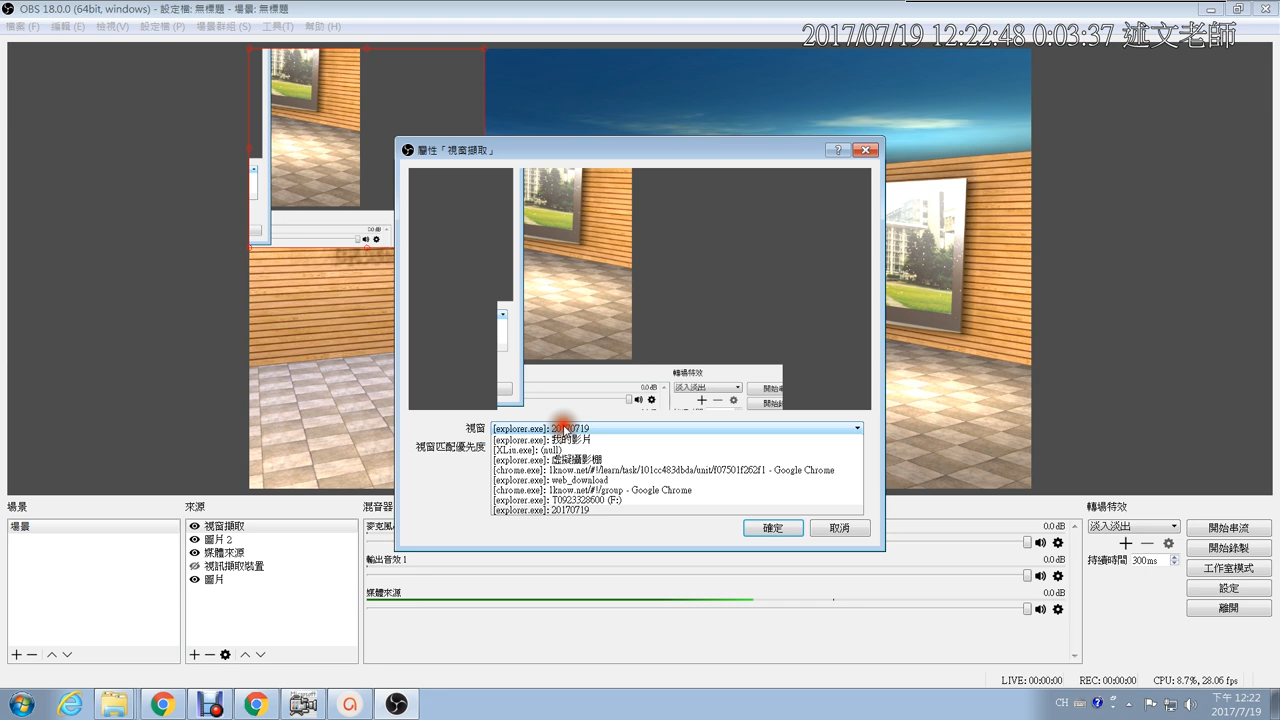 OBS 18.0.0 (64bit, windows) - 設定檔: 無標題 - 場景: 無標題
檔案 (F) 編輯 (E) 檢視(V) 設定檔 (P) 場景群組 (S) 工具(T) 幫助 (H)
2017/07/19 12:22:48 0:03:37 述文老師
屬性「視窗擷取」
0.0 dB
轉場特效
0.0 dB 淡入淡出
視窗 [explorer.exe]: 20170719
[explorer.exe]: 我的影片
視窗匹配優先度 [XLiu.exe]: (null)
[explorer.exe]: 虛擬攝影棚
[chrome.exe]: 1know.net/#!/learn/task/101cc483dbda/unit/f07501f262f1 - Google Chrome
[explorer.exe]: web_download
[chrome.exe]: 1know.net/#!/group - Google Chrome
[explorer.exe]: T0923328600 (F:)
[explorer.exe]: 20170719
確定 取消
場景 來源 混音器 轉場特效
場景
視窗擷取
圖片 2
媒體來源
視訊擷取裝置
圖片
麥克風 0.0 dB
輸出音效 1 0.0 dB
媒體來源 0.0 dB
淡入淡出
持續時間 300ms
開始串流
開始錄製
工作室模式
設定
離開
LIVE: 00:00:00 REC: 00:00:00 CPU: 8.7%, 28.06 fps
CH
下午 12:22
2017/7/19